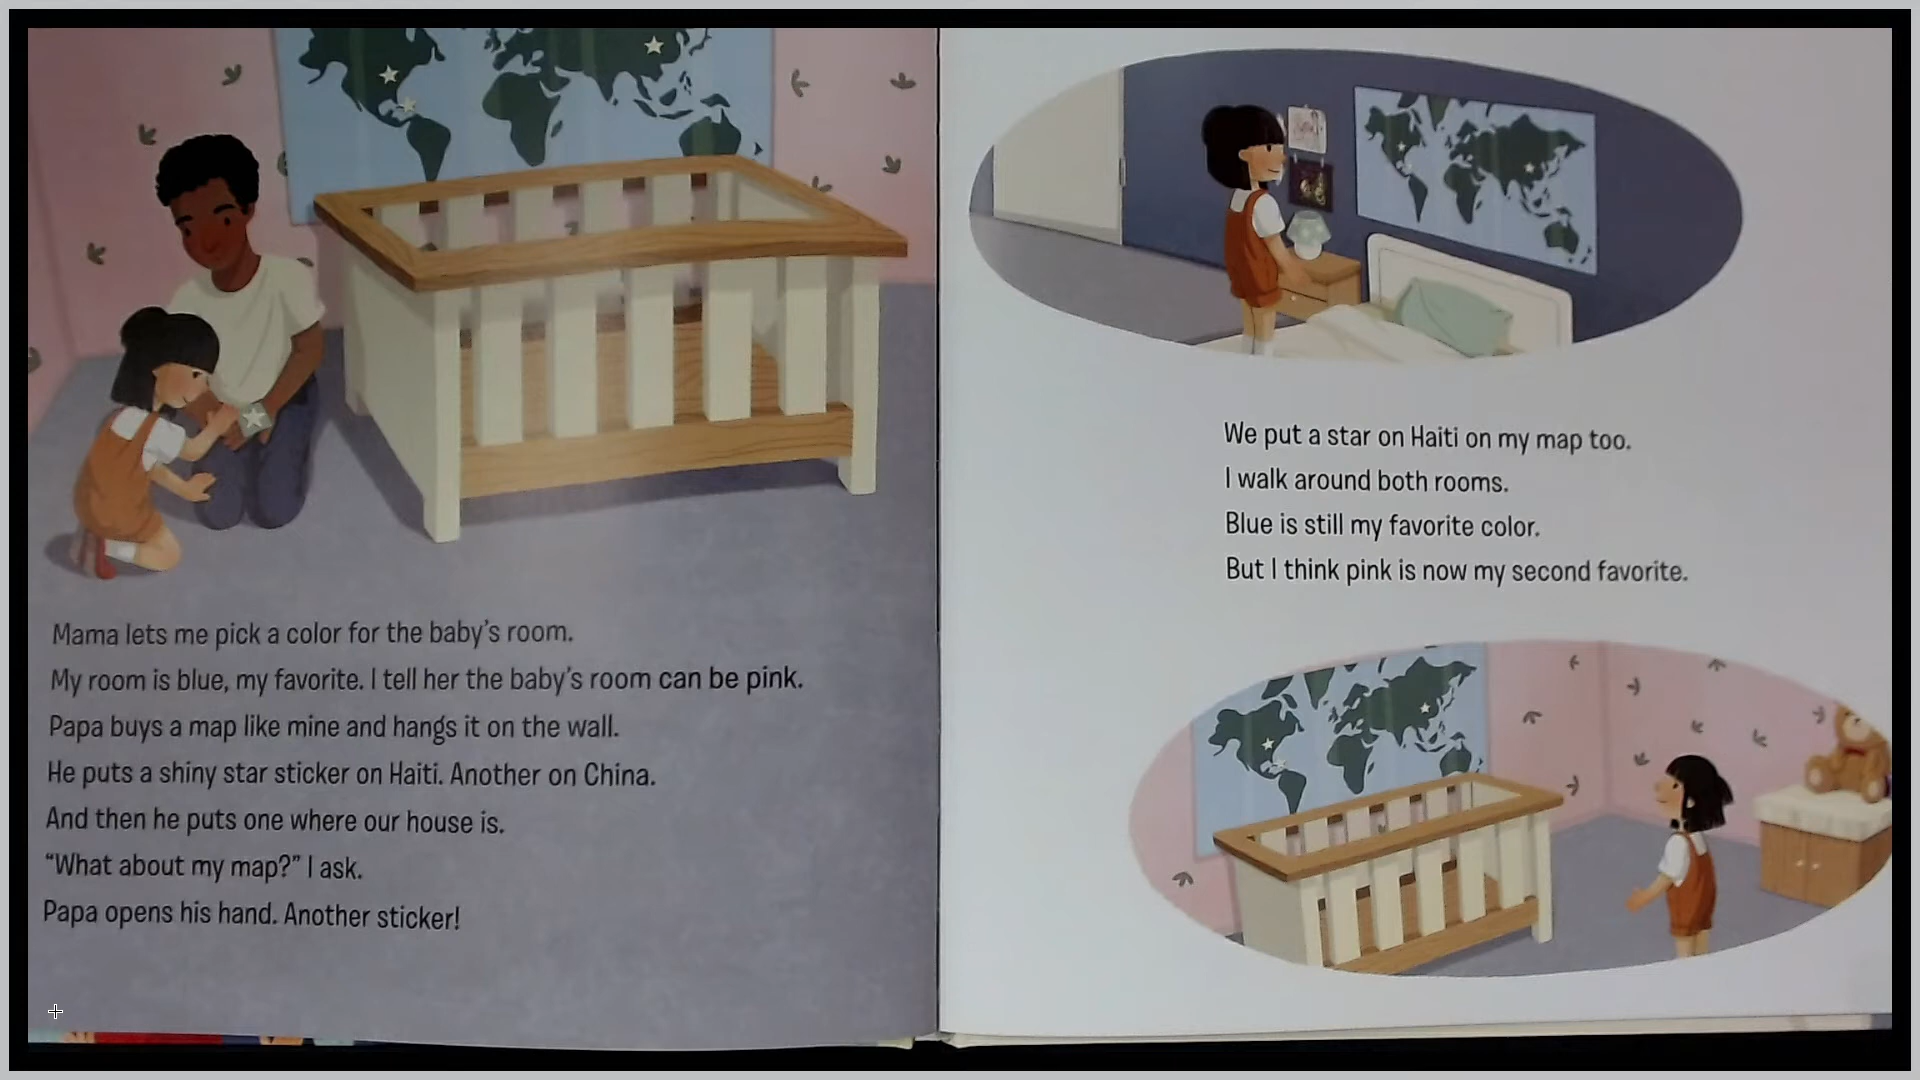 Mama lets me pick a color for the baby's room.
My room is blue, my favorite. I tell her the baby's room can be pink.
Papa buys a map like mine and hangs it on the wall.
He puts a shiny star sticker on Haiti. Another on China.
And then he puts one where our house is.
“What about my map?” I ask.
Papa opens his hand. Another sticker!
We put a star on Haiti on my map too.
I walk around both rooms.
Blue is still my favorite color.
But I think pink is now my second favorite.